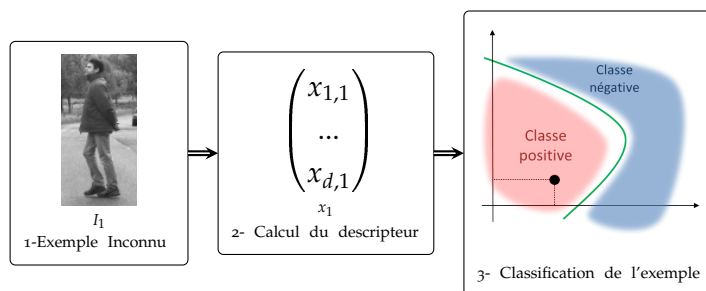 I1
1-Exemple Inconnu
x1,1
...
xd,1
x1
2- Calcul du descripteur
Classe
négative
Classe
positive
3- Classification de l'exemple